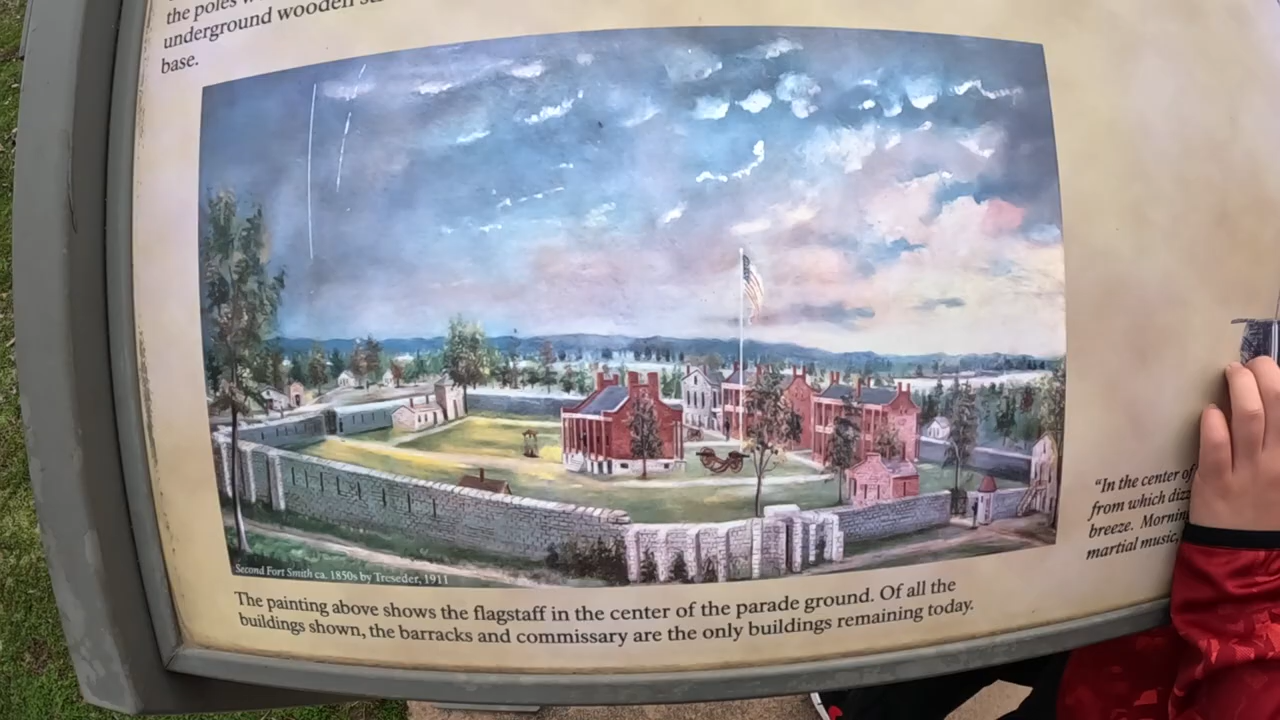 the poles
underground wooden
base.
Second Fort Smith ca. 1850s by Treseder, 1911
The painting above shows the flagstaff in the center of the parade ground. Of all the
buildings shown, the barracks and commissary are the only buildings remaining today.
“In the center of
from which
breeze. Mornin
martial music,